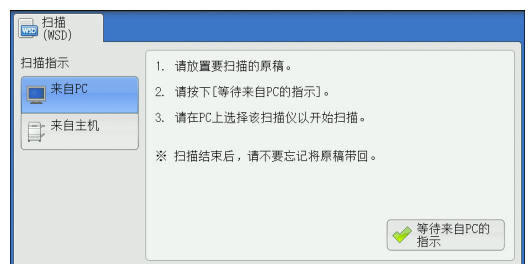 WSD
扫描
(WSD)
扫描指示
来自PC
来自主机
1. 请放置要扫描的原稿。
2. 请按下[等待来自PC的指示]。
3. 请在PC上选择该扫描仪以开始扫描。
※ 扫描结束后，请不要忘记将原稿带回。
等待来自PC的
指示